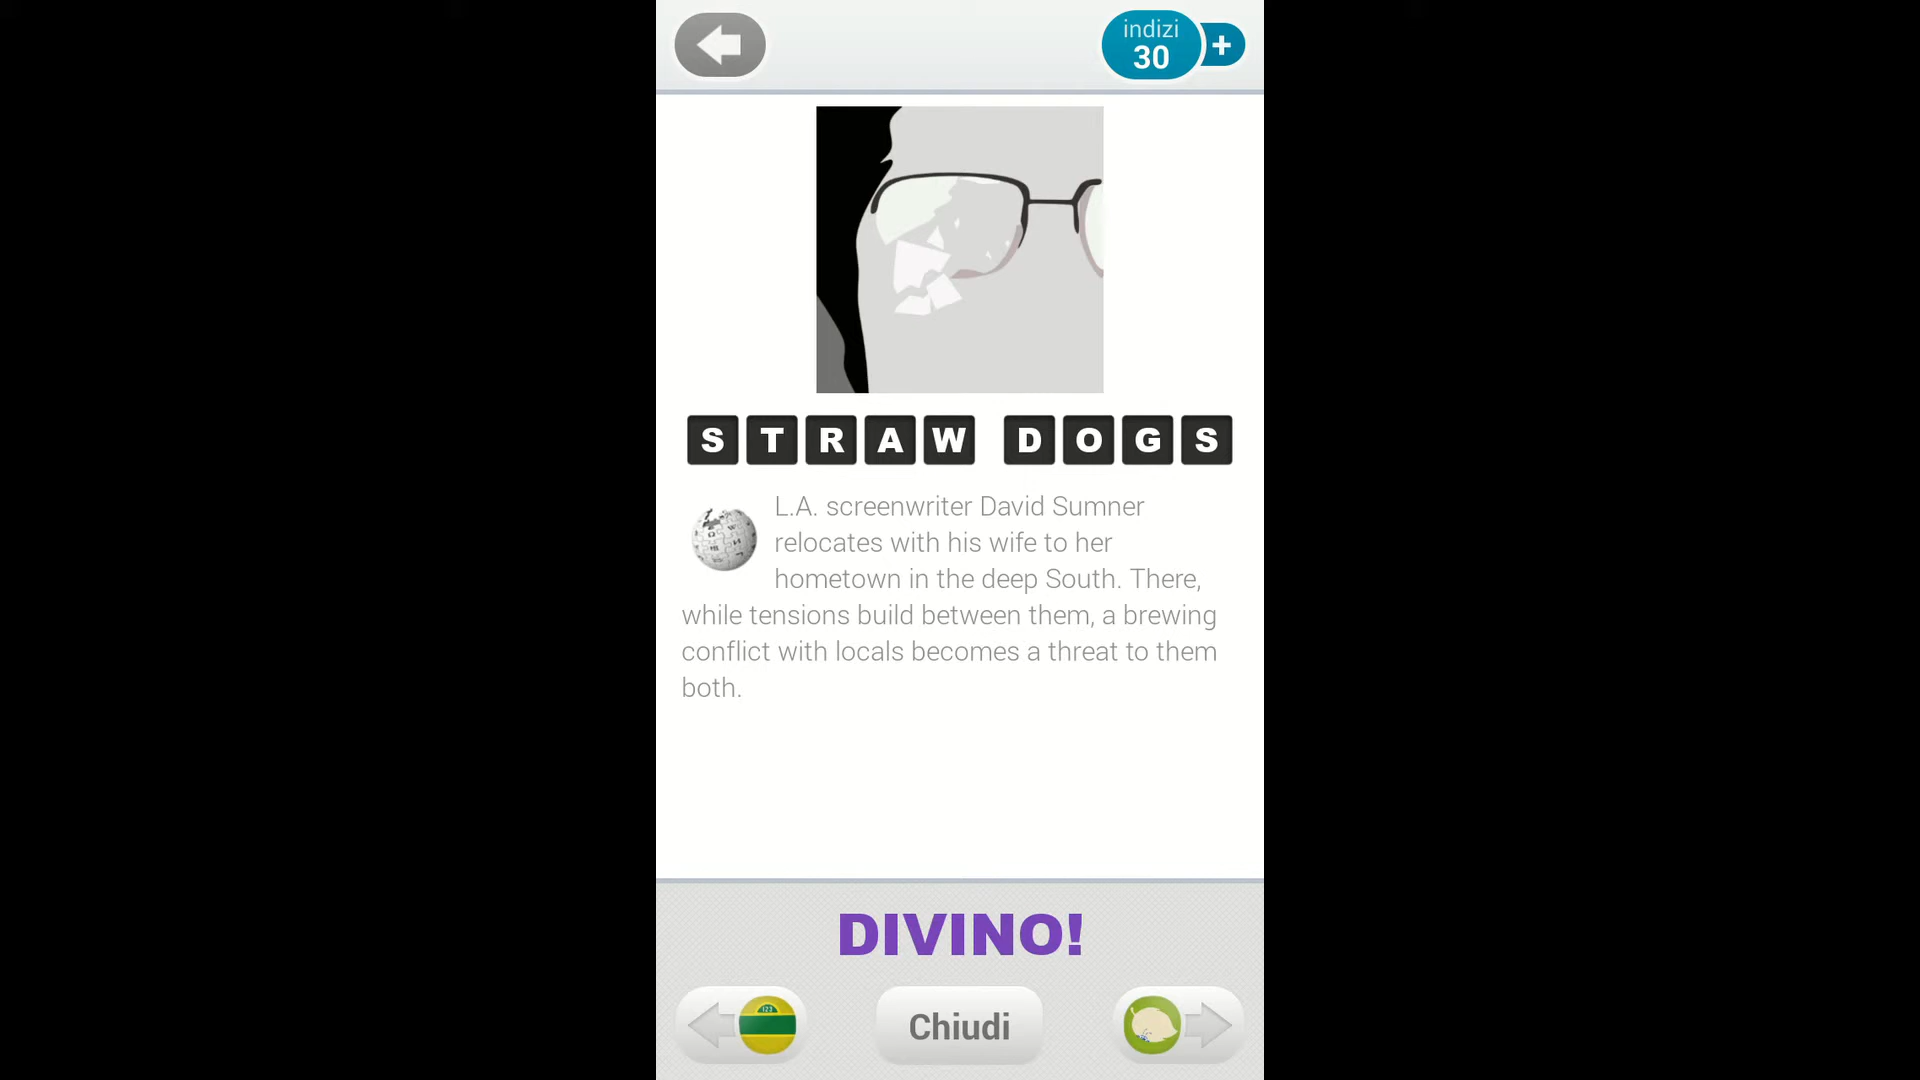 indizi
30
+
STRAW DOGS
L.A. screenwriter David Sumner
relocates with his wife to her
hometown in the deep South. There,
while tensions build between them, a brewing
conflict with locals becomes a threat to them
both.
DIVINO!
123
Chiudi